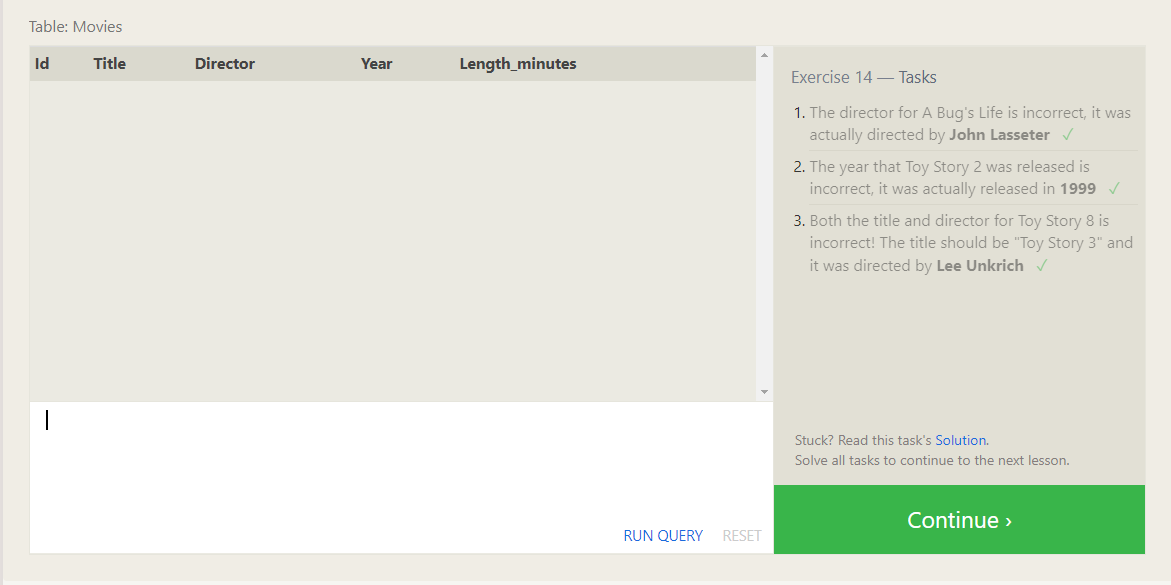 Table: Movies
Id Title Director Year Length_minutes
Exercise 14 — Tasks
1. The director for A Bug's Life is incorrect, it was
actually directed by John Lasseter ✓
2. The year that Toy Story 2 was released is
incorrect, it was actually released in 1999 ✓
3. Both the title and director for Toy Story 8 is
incorrect! The title should be "Toy Story 3" and
it was directed by Lee Unkrich ✓
Stuck? Read this task's Solution.
Solve all tasks to continue to the next lesson.
RUN QUERY RESET
Continue ›